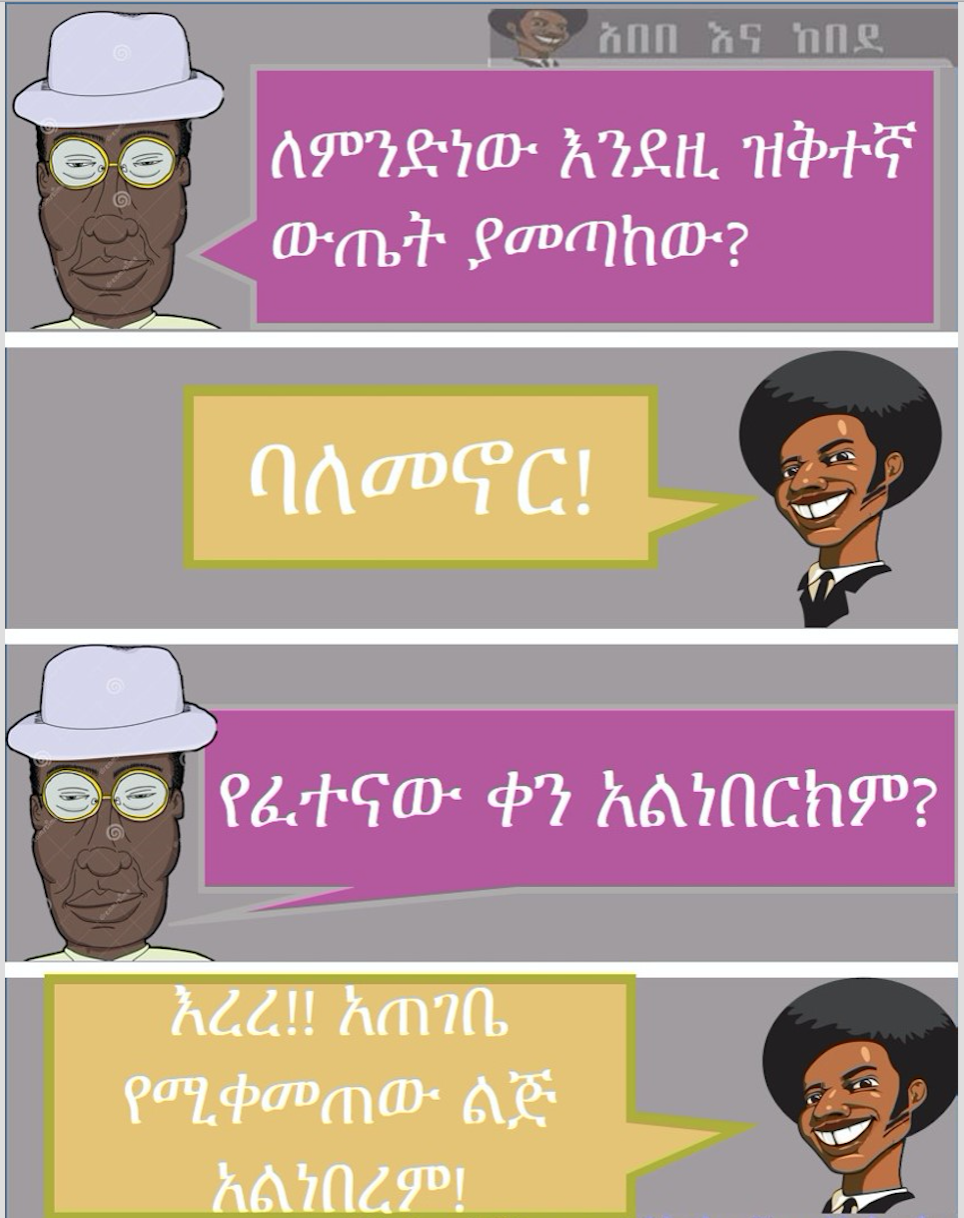 አበበ እና ከበደ
ለምንድነው እንደዚ ዝቅተኛ
ውጤት ያመጣከው?
ባለመኖር!
የፈተናው ቀን አልነበርክም?
እረረ!! አጠገቤ
የሚቀመጠው ልጅ
አልነበረም!